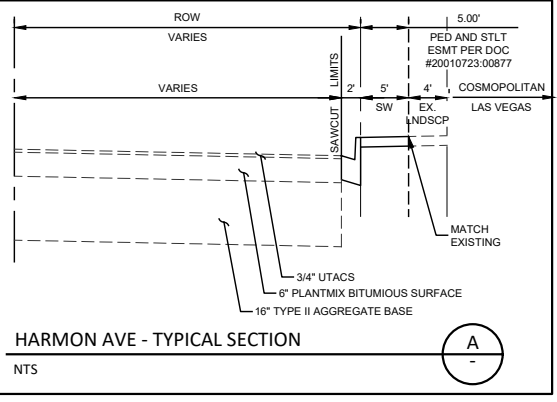 ROW
VARIES
5.00'
PED AND STLT
ESMT PER DOC
#20010723:00877
VARIES
SAWCUT LIMITS
2'
5'
SW
4'
EX.
LNDSCP
COSMOPOLITAN
LAS VEGAS
MATCH
EXISTING
3/4" UTACS
6" PLANTMIX BITUMIOUS SURFACE
16" TYPE II AGGREGATE BASE
HARMON AVE - TYPICAL SECTION
NTS
A
-